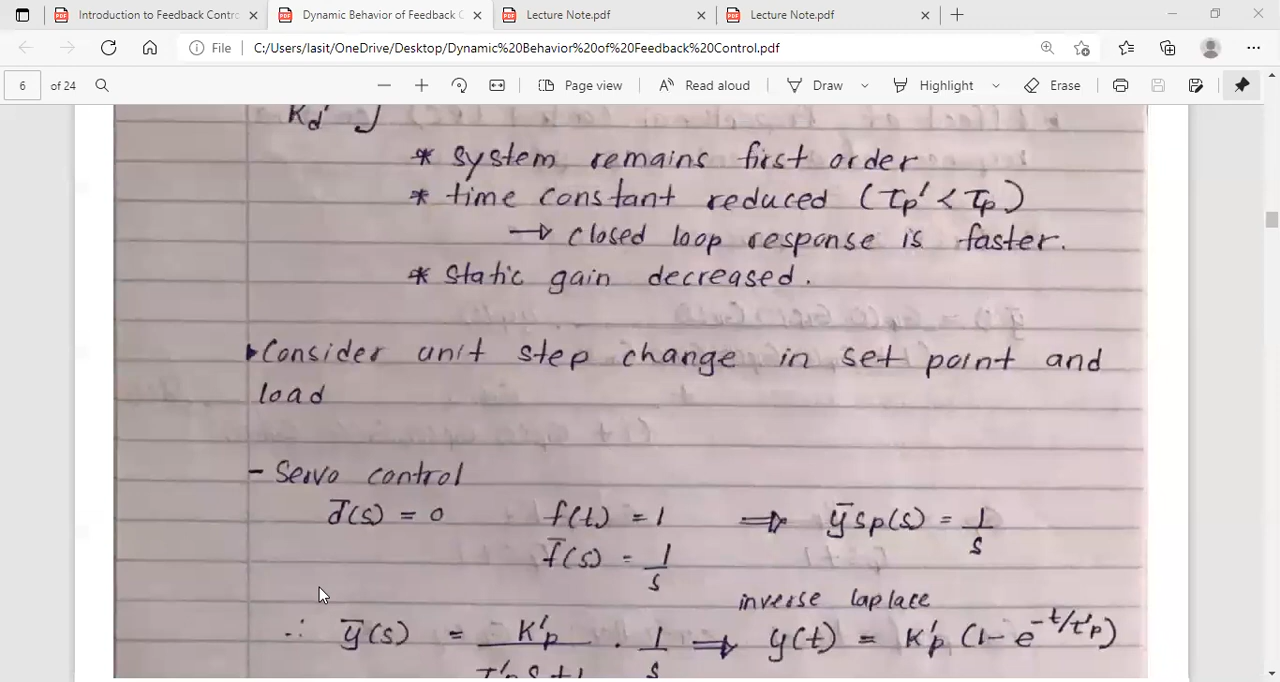 Introduction to Feedback Contro
Dynamic Behavior of Feedback C
Lecture Note.pdf
Lecture Note.pdf
File
C:/Users/lasit/OneDrive/Desktop/Dynamic%20Behavior%20of%20Feedback%20Control.pdf
6 of 24
Page view
Read aloud
Draw
Highlight
Erase
Kd'
* system remains first order
* time constant reduced (τp' < τp)
→ closed loop response is faster.
* static gain decreased.
Consider unit step change in set point and
load
- Servo control
d̄(s) = 0 f(t) = 1 ⇒ ȳsp(s) = 1/s
f̄(s) = 1/s
inverse laplace
∴ ȳ(s) = K'p / τ'p s + 1 . 1/s ⇒ y(t) = K'p (1 - e^-t/τ'p)